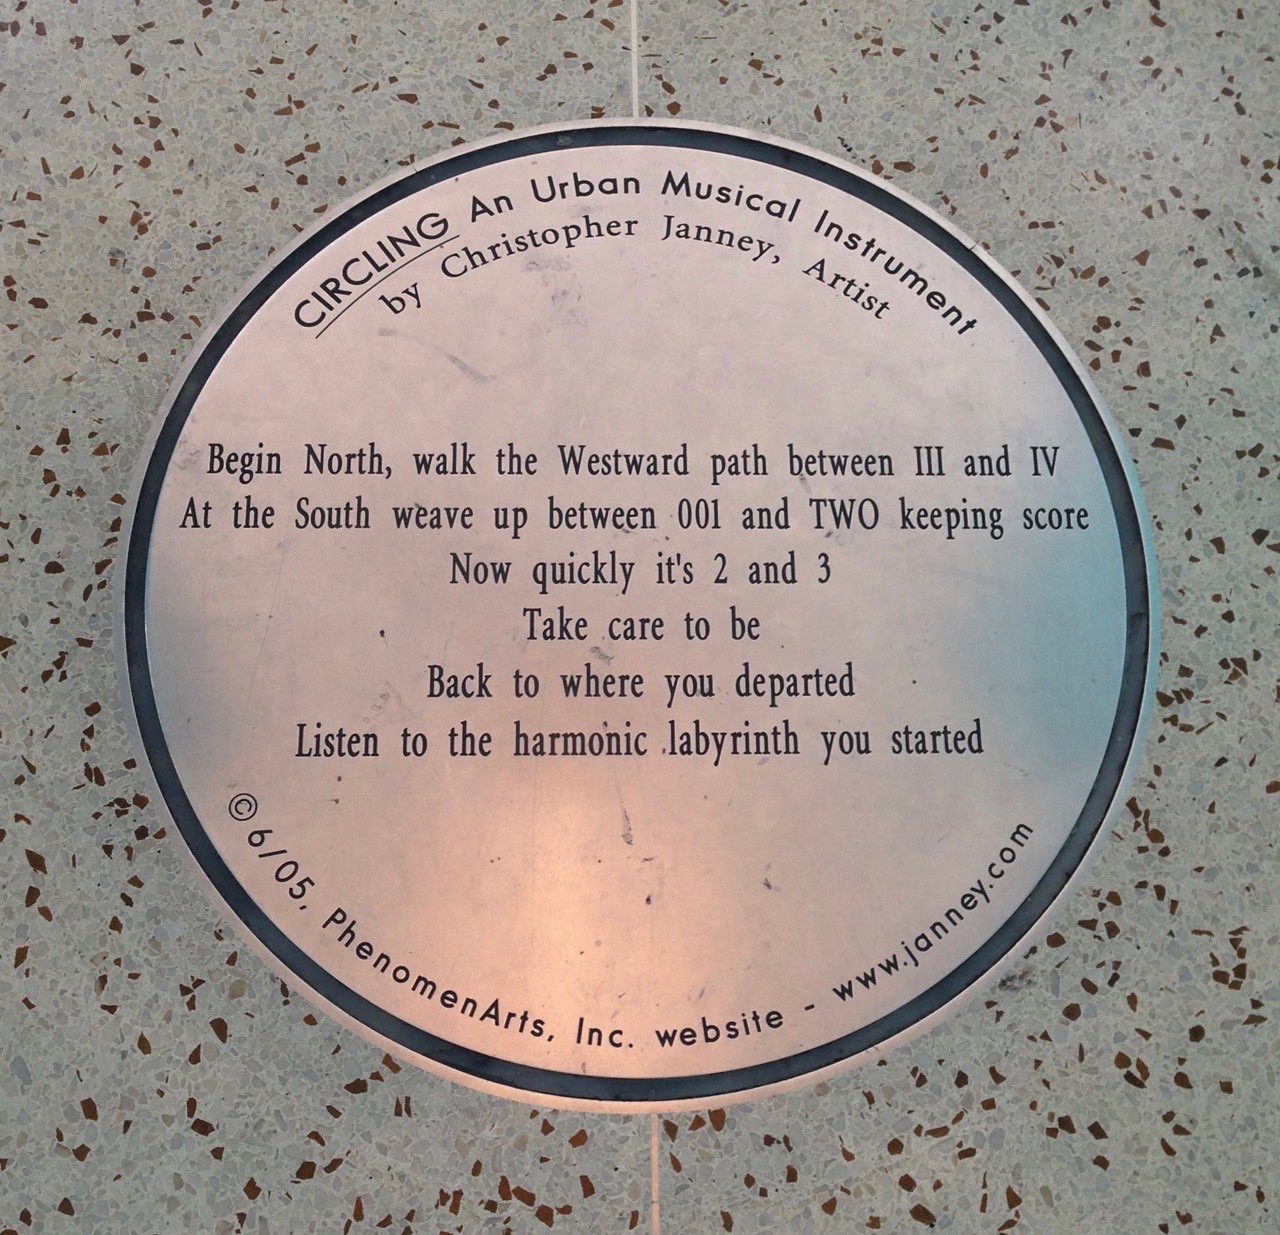 CIRCLING An Urban Musical Instrument
by Christopher Janney, Artist
Begin North, walk the Westward path between III and IV
At the South weave up between 001 and TWO keeping score
Now quickly it's 2 and 3
Take care to be
Back to where you departed
Listen to the harmonic labyrinth you started
© 6/05, PhenomenArts, Inc. website - www.janney.com